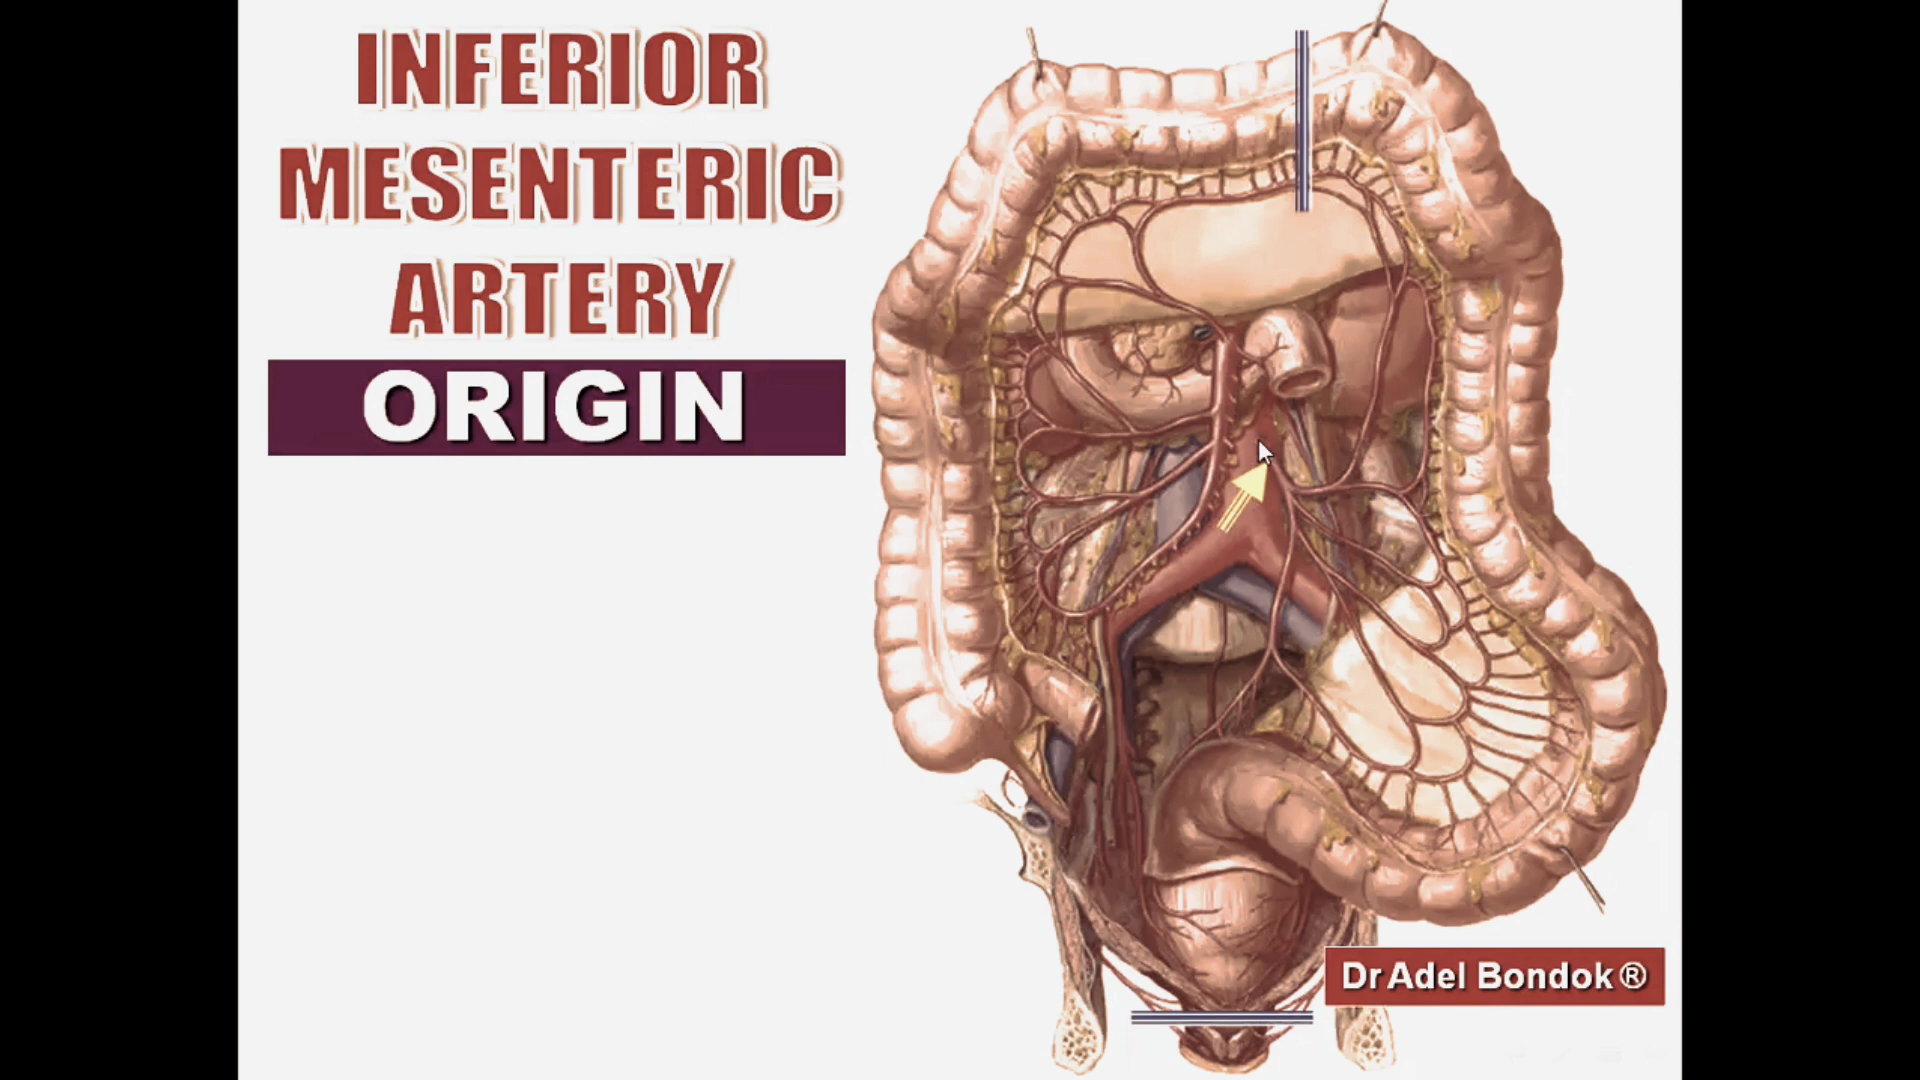 INFERIOR
MESENTERIC
ARTERY
ORIGIN
Dr Adel Bondok ®